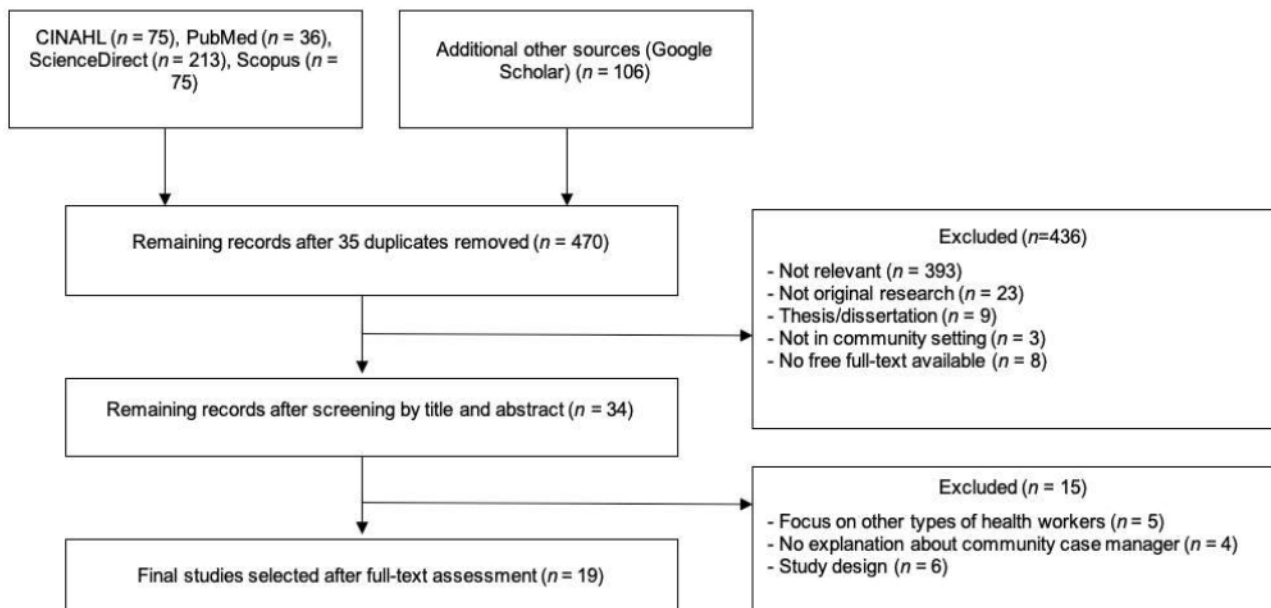 CINAHL (n = 75), PubMed (n = 36),
ScienceDirect (n = 213), Scopus (n =
75)
Additional other sources (Google
Scholar) (n = 106)
Remaining records after 35 duplicates removed (n = 470)
Excluded (n=436)
- Not relevant (n = 393)
- Not original research (n = 23)
- Thesis/dissertation (n = 9)
- Not in community setting (n = 3)
- No free full-text available (n = 8)
Remaining records after screening by title and abstract (n = 34)
Excluded (n = 15)
- Focus on other types of health workers (n = 5)
- No explanation about community case manager (n = 4)
- Study design (n = 6)
Final studies selected after full-text assessment (n = 19)